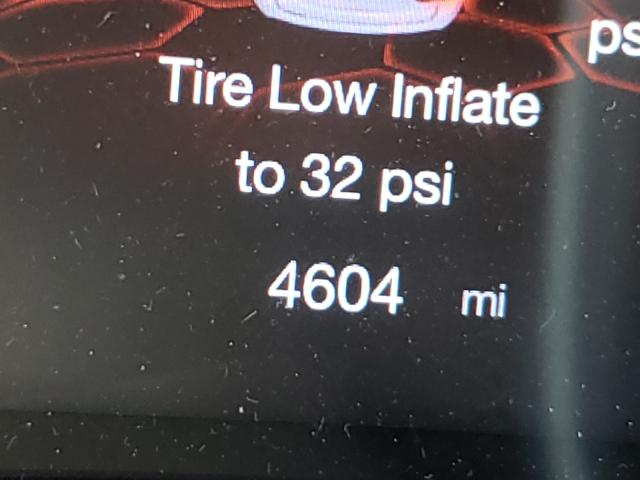 Tire Low Inflate
to 32 psi
4604 mi